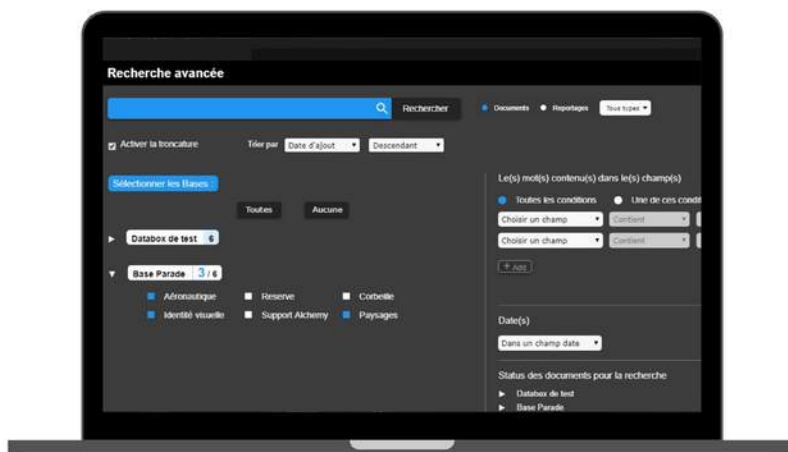 Recherche avancée
Rechercher
Documents
Reportages
Tous types
Activer la troncature
Trier par
Date d'ajout
Descendant
Sélectionner les Bases :
Toutes
Aucune
Databox de test 6
Base Parade 3 / 6
Aéronautique
Reserve
Corbeille
Identité visuelle
Support Alchemy
Paysages
Le(s) mot(s) contenu(s) dans le(s) champ(s)
Toutes les conditions
Une de ces condit
Choisir un champ
Contient
Choisir un champ
Contient
Date(s)
Dans un champ date
Status des documents pour la recherche
Databox de test
Base Parade